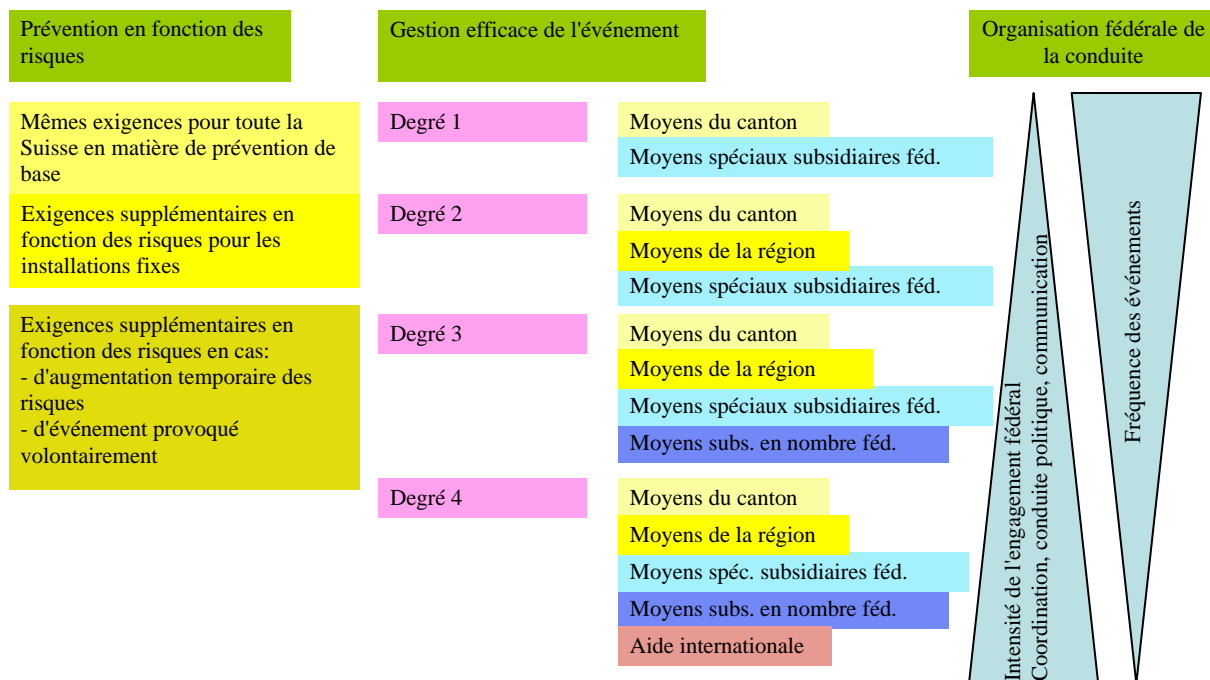 Prévention en fonction des
risques
Gestion efficace de l'événement
Organisation fédérale de
la conduite
Mêmes exigences pour toute la
Suisse en matière de prévention de
base
Exigences supplémentaires en
fonction des risques pour les
installations fixes
Exigences supplémentaires en
fonction des risques en cas:
- d'augmentation temporaire des
risques
- d'événement provoqué
volontairement
Degré 1
Moyens du canton
Moyens spéciaux subsidiaires féd.
Degré 2
Moyens du canton
Moyens de la région
Moyens spéciaux subsidiaires féd.
Degré 3
Moyens du canton
Moyens de la région
Moyens spéciaux subsidiaires féd.
Moyens subs. en nombre féd.
Degré 4
Moyens du canton
Moyens de la région
Moyens spéc. subsidiaires féd.
Moyens subs. en nombre féd.
Aide internationale
Intensité de l'engagement fédéral
Coordination, conduite politique, communication
Fréquence des événements